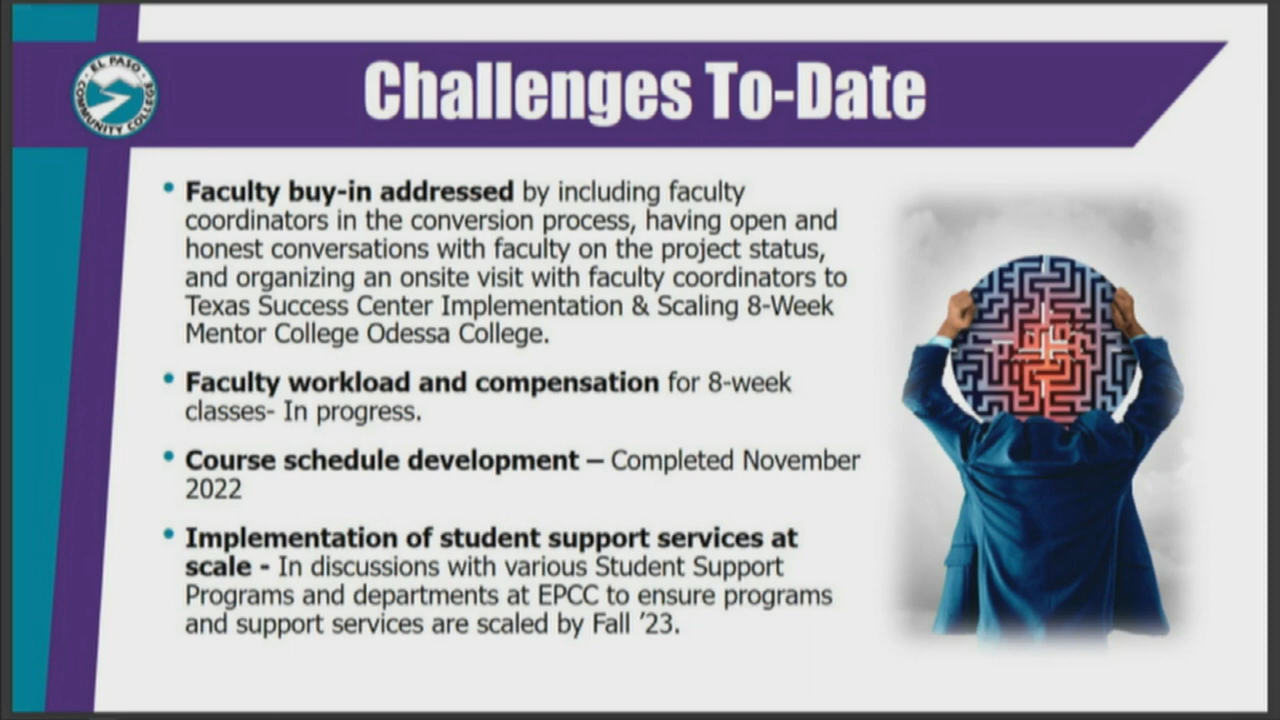 EL PASO
COMMUNITY COLLEGE
Challenges To-Date
• Faculty buy-in addressed by including faculty
coordinators in the conversion process, having open and
honest conversations with faculty on the project status,
and organizing an onsite visit with faculty coordinators to
Texas Success Center Implementation & Scaling 8-Week
Mentor College Odessa College.
• Faculty workload and compensation for 8-week
classes- In progress.
• Course schedule development – Completed November
2022
• Implementation of student support services at
scale - In discussions with various Student Support
Programs and departments at EPCC to ensure programs
and support services are scaled by Fall ’23.